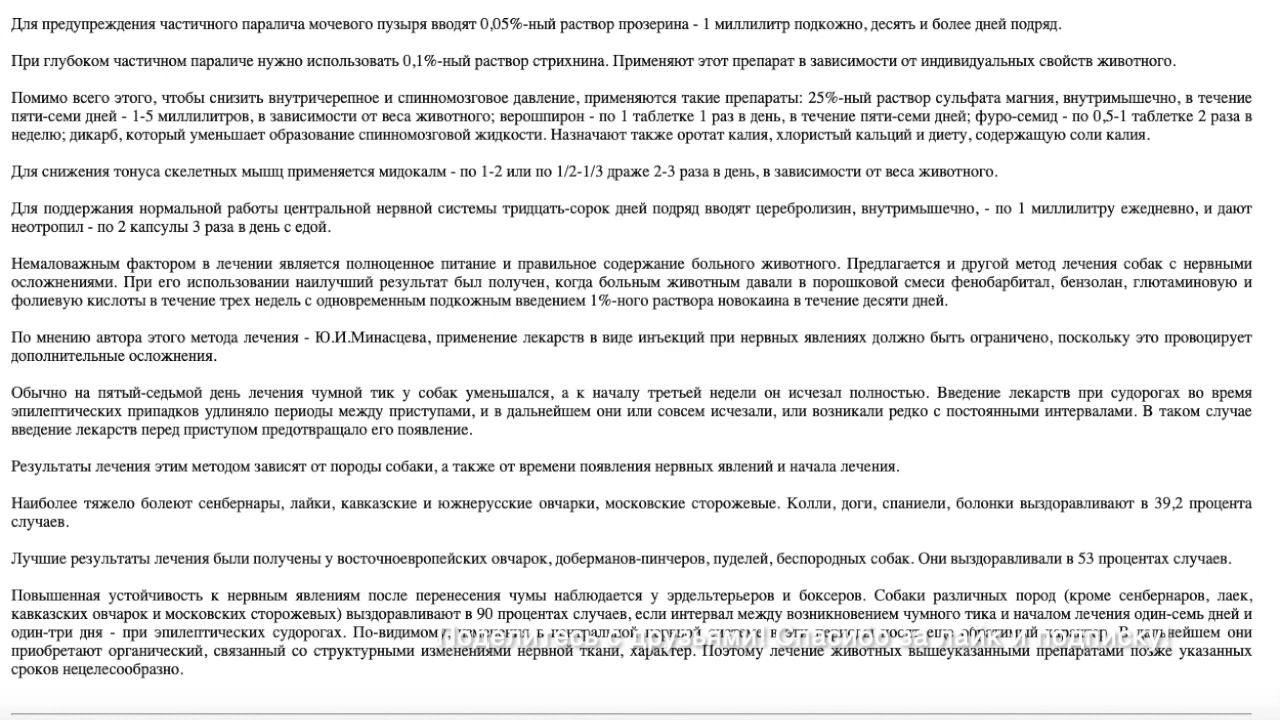 Для предупреждения частичного паралича мочевого пузыря вводят 0,05%-ный раствор прозерина - 1 миллилитр подкожно, десять и более дней подряд.
При глубоком частичном параличе нужно использовать 0,1%-ный раствор стрихнина. Применяют этот препарат в зависимости от индивидуальных свойств животного.
Помимо всего этого, чтобы снизить внутричерепное и спинномозговое давление, применяются такие препараты: 25%-ный раствор сульфата магния, внутримышечно, в течение
пяти-семи дней - 1-5 миллилитров, в зависимости от веса животного; верошпирон - по 1 таблетке 1 раз в день, в течение пяти-семи дней; фуро-семид - по 0,5-1 таблетке 2 раза в
неделю; дикарб, который уменьшает образование спинномозговой жидкости. Назначают также оротат калия, хлористый кальций и диету, содержащую соли калия.
Для снижения тонуса скелетных мышц применяется мидокалм - по 1-2 или по 1/2-1/3 драже 2-3 раза в день, в зависимости от веса животного.
Для поддержания нормальной работы центральной нервной системы тридцать-сорок дней подряд вводят церебролизин, внутримышечно, - по 1 миллилитру ежедневно, и дают
неотропил - по 2 капсулы 3 раза в день с едой.
Немаловажным фактором в лечении является полноценное питание и правильное содержание больного животного. Предлагается и другой метод лечения собак с нервными
осложнениями. При его использовании наилучший результат был получен, когда больным животным давали в порошковой смеси фенобарбитал, бензолан, глютаминовую и
фолиевую кислоты в течение трех недель с одновременным подкожным введением 1%-ного раствора новокаина в течение десяти дней.
По мнению автора этого метода лечения - Ю.И.Минасцева, применение лекарств в виде инъекций при нервных явлениях должно быть ограничено, поскольку это провоцирует
дополнительные осложнения.
Обычно на пятый-седьмой день лечения чумной тик у собак уменьшался, а к началу третьей недели он исчезал полностью. Введение лекарств при судорогах во время
эпилептических припадков удлиняло периоды между приступами, и в дальнейшем они или совсем исчезали, или возникали редко с постоянными интервалами. В таком случае
введение лекарств перед приступом предотвращало его появление.
Результаты лечения этим методом зависят от породы собаки, а также от времени появления нервных явлений и начала лечения.
Наиболее тяжело болеют сенбернары, лайки, кавказские и южнерусские овчарки, московские сторожевые. Колли, доги, спаниели, болонки выздоравливают в 39,2 процента
случаев.
Лучшие результаты лечения были получены у восточноевропейских овчарок, доберманов-пинчеров, пуделей, беспородных собак. Они выздоравливали в 53 процентах случаев.
Повышенная устойчивость к нервным явлениям после перенесения чумы наблюдается у эрдельтерьеров и боксеров. Собаки различных пород (кроме сенбернаров, лаек,
кавказских овчарок и московских сторожевых) выздоравливают в 90 процентах случаев, если интервал между возникновением чумного тика и началом лечения один-семь дней и
один-три дня - при эпилептических судорогах. По-видимом В дальнейшем они
Поделитесь с друзьями! Спасибо за лайк и подписку!
приобретают органический, связанный со структурными изменениями нервной ткани, характер. Поэтому лечение животных вышеуказанными препаратами позже указанных
сроков нецелесообразно.